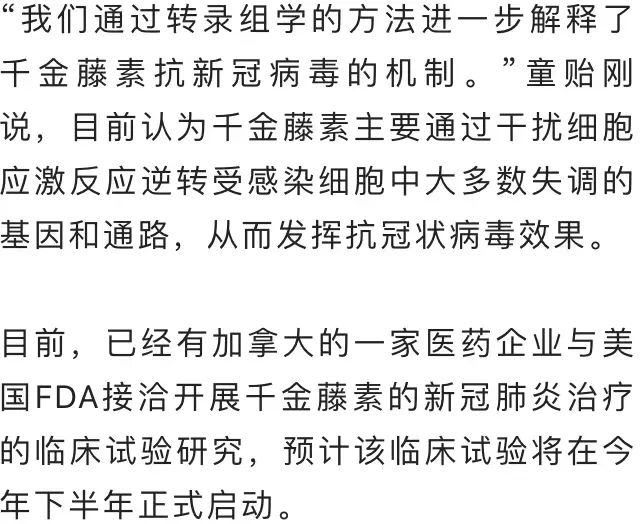 “我们通过转录组学的方法进一步解释了
千金藤素抗新冠病毒的机制。”童贻刚
说，目前认为千金藤素主要通过干扰细胞
应激反应逆转受感染细胞中大多数失调的
基因和通路，从而发挥抗冠状病毒效果。
目前，已经有加拿大的一家医药企业与美
国FDA接洽开展千金藤素的新冠肺炎治疗
的临床试验研究，预计该临床试验将在今
年下半年正式启动。